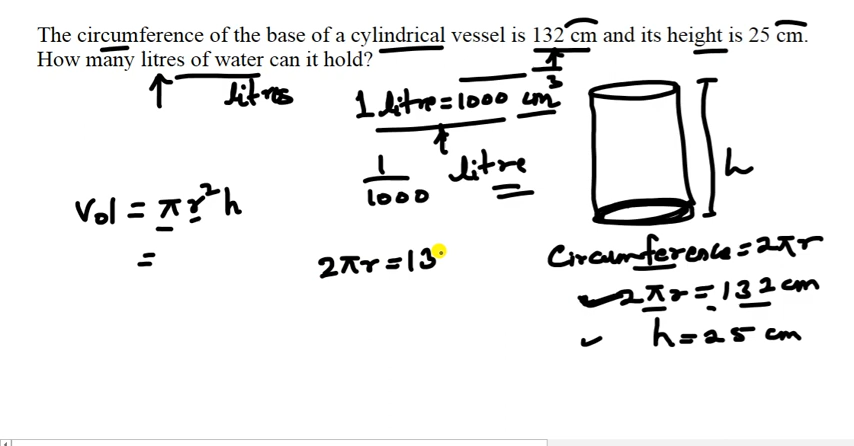 The circumference of the base of a cylindrical vessel is 132 cm and its height is 25 cm.
How many litres of water can it hold?
litres
1 litre = 1000 cm³
1/1000 litre
h
Vol = πr²h
=
2πr = 13
Circumference = 2πr
2πr = 132 cm
h = 25 cm